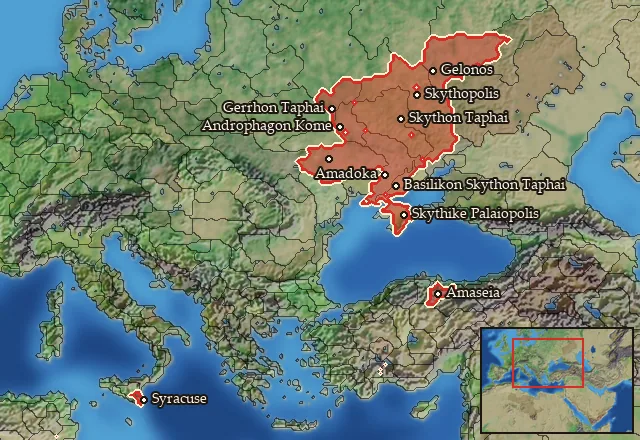 Gelonos
Skythopolis
Gerrhon Taphai
Skython Taphai
Androphagon Kome
Amadoka
Basilikon Skython Taphai
Skythike Palaiopolis
Amaseia
Syracuse